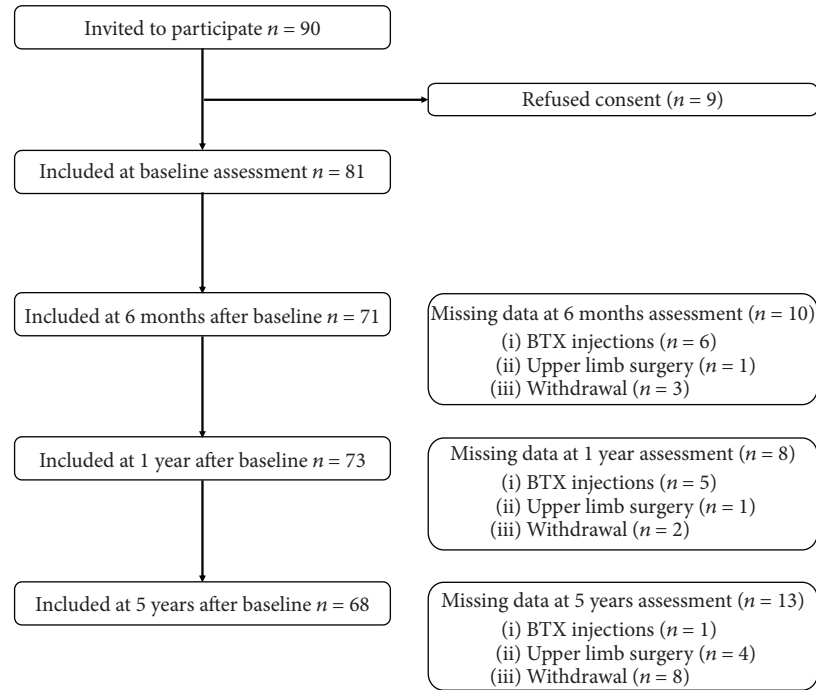 Invited to participate n = 90
Refused consent (n = 9)
Included at baseline assessment n = 81
Included at 6 months after baseline n = 71
Missing data at 6 months assessment (n = 10)
(i) BTX injections (n = 6)
(ii) Upper limb surgery (n = 1)
(iii) Withdrawal (n = 3)
Included at 1 year after baseline n = 73
Missing data at 1 year assessment (n = 8)
(i) BTX injections (n = 5)
(ii) Upper limb surgery (n = 1)
(iii) Withdrawal (n = 2)
Included at 5 years after baseline n = 68
Missing data at 5 years assessment (n = 13)
(i) BTX injections (n = 1)
(ii) Upper limb surgery (n = 4)
(iii) Withdrawal (n = 8)